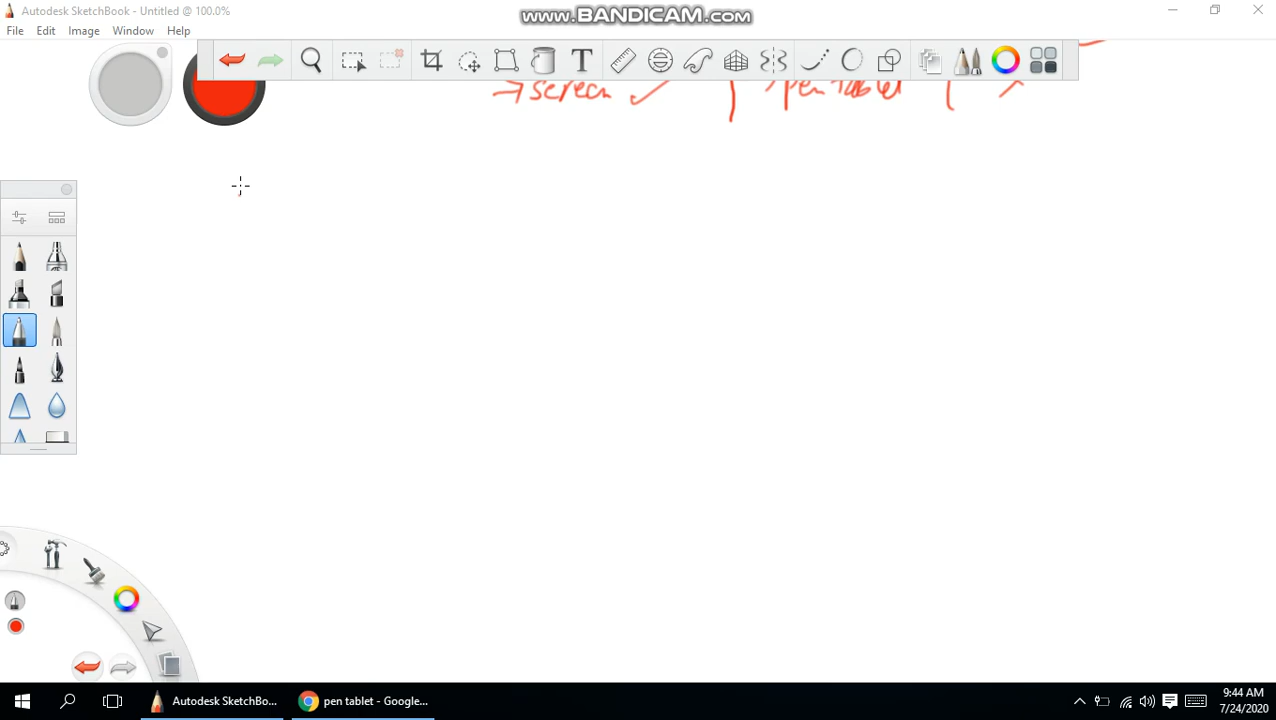 Autodesk SketchBook - Untitled @ 100.0%
www.BANDICAM.com
File Edit Image Window Help
→ screen ✓ pen tablet
Autodesk SketchBo...
pen tablet - Google...
9:44 AM
7/24/2020